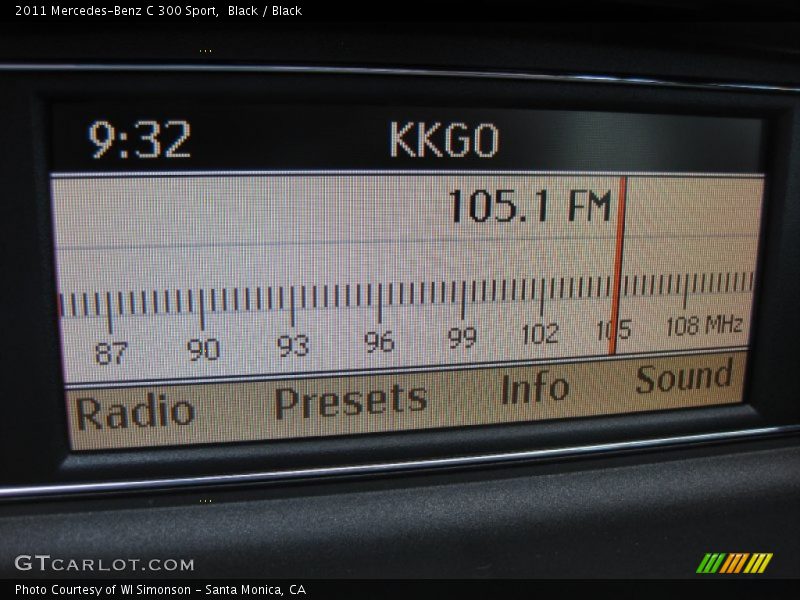 2011 Mercedes-Benz C 300 Sport,  Black / Black
9:32 KKGO
105.1 FM
87 90 93 96 99 102 105 108 MHz
Radio Presets Info Sound
GTCARLOT.COM
Photo Courtesy of WI Simonson - Santa Monica, CA